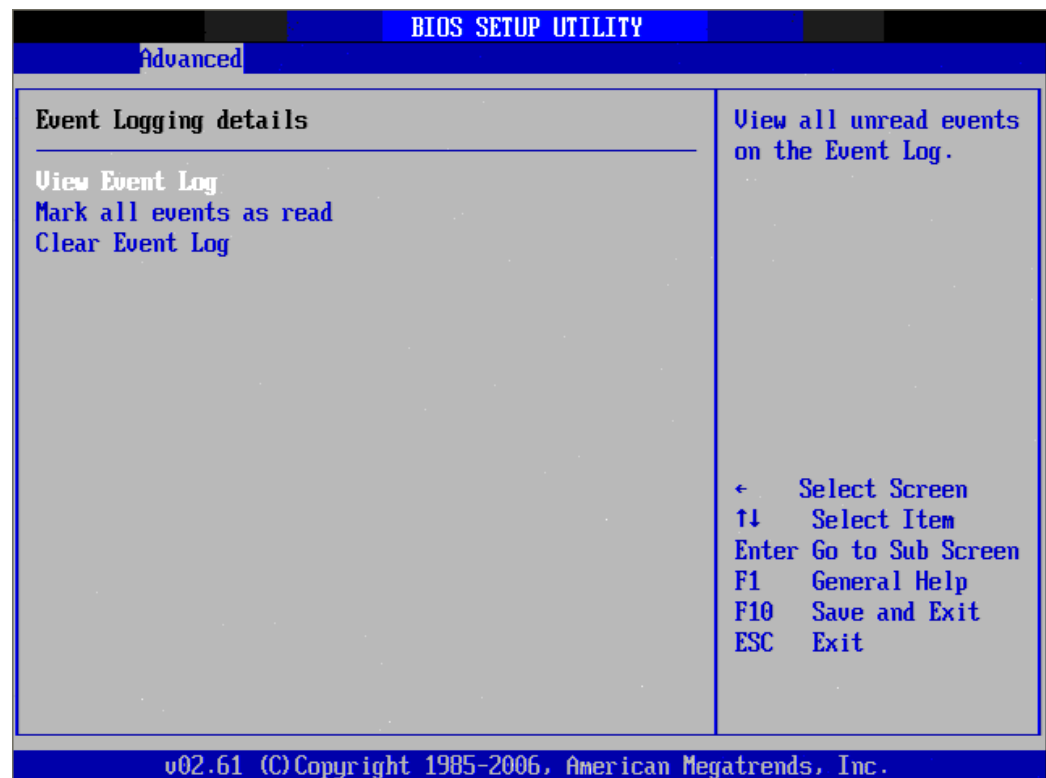 BIOS SETUP UTILITY
Advanced
Event Logging details
View Event Log
Mark all events as read
Clear Event Log
View all unread events
on the Event Log.
← Select Screen
↑↓ Select Item
Enter Go to Sub Screen
F1 General Help
F10 Save and Exit
ESC Exit
v02.61 (C)Copyright 1985-2006, American Megatrends, Inc.